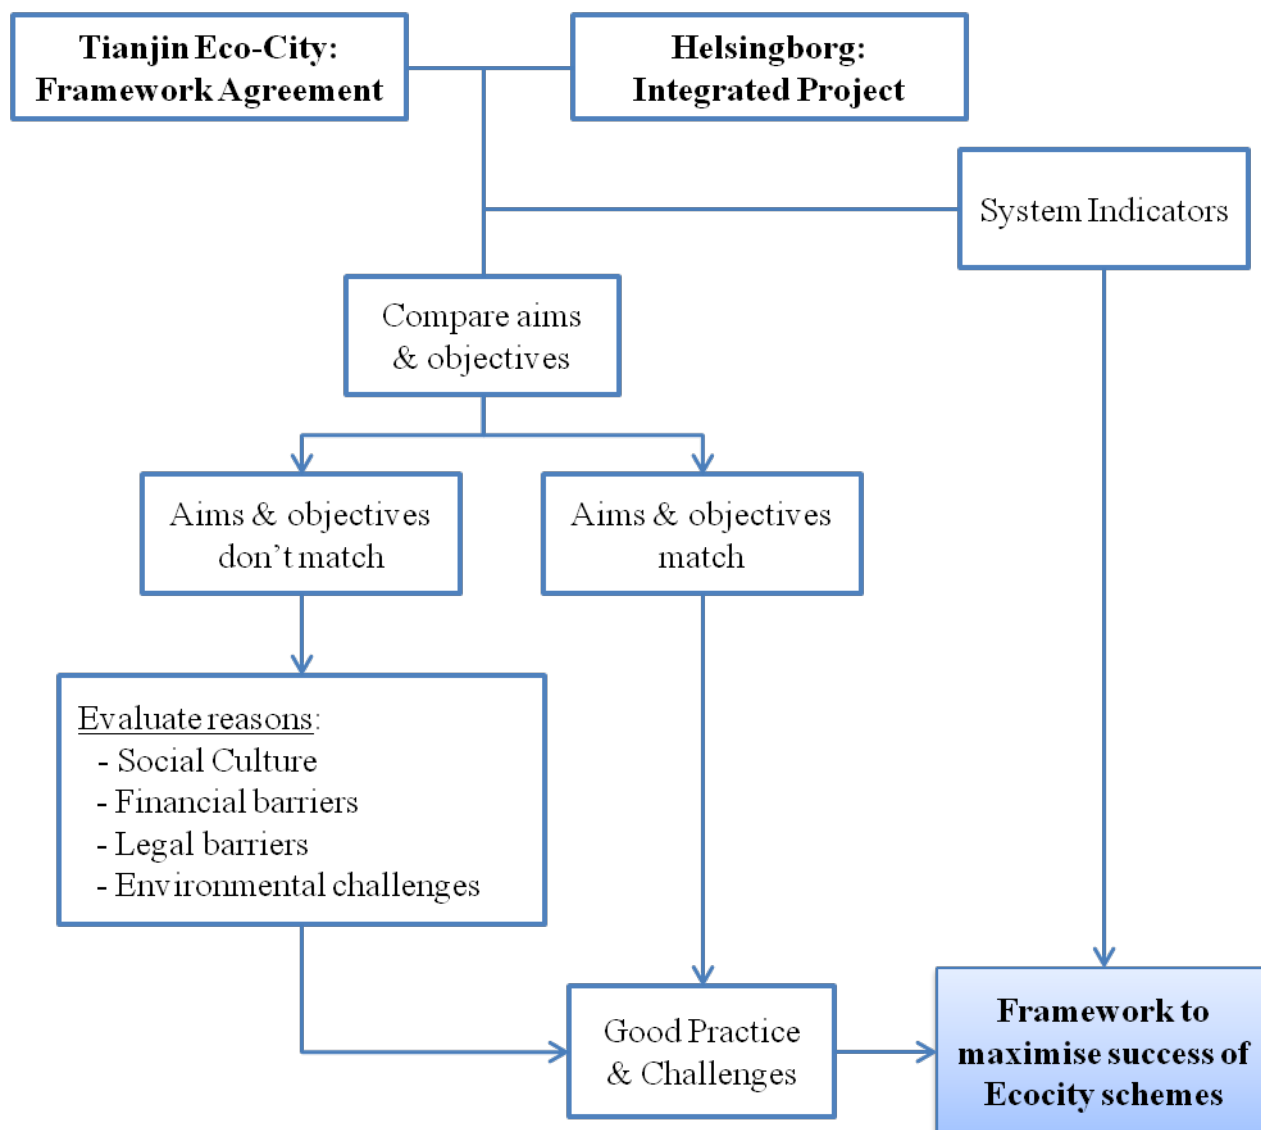 Tianjin Eco-City:
Framework Agreement
Helsingborg:
Integrated Project
System Indicators
Compare aims
& objectives
Aims & objectives
don’t match
Aims & objectives
match
Evaluate reasons:
- Social Culture
- Financial barriers
- Legal barriers
- Environmental challenges
Good Practice
& Challenges
Framework to
maximise success of
Ecocity schemes